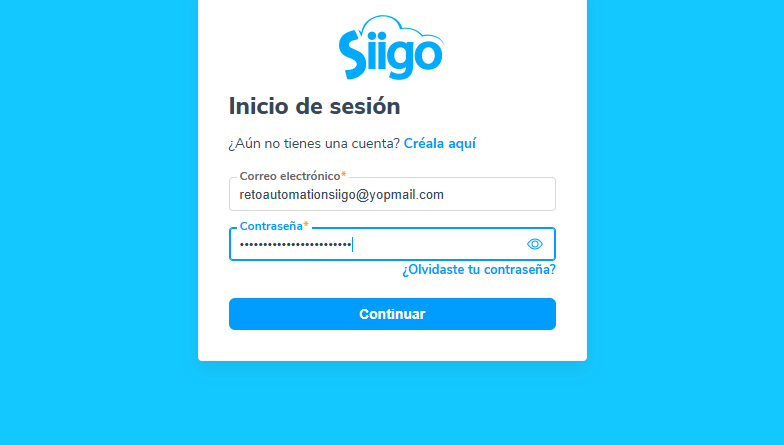 Siigo
Inicio de sesión
¿Aún no tienes una cuenta? Créala aquí
Correo electrónico*
retoautomationsiigo@yopmail.com
Contraseña*
••••••••••••••••••••••••
¿Olvidaste tu contraseña?
Continuar